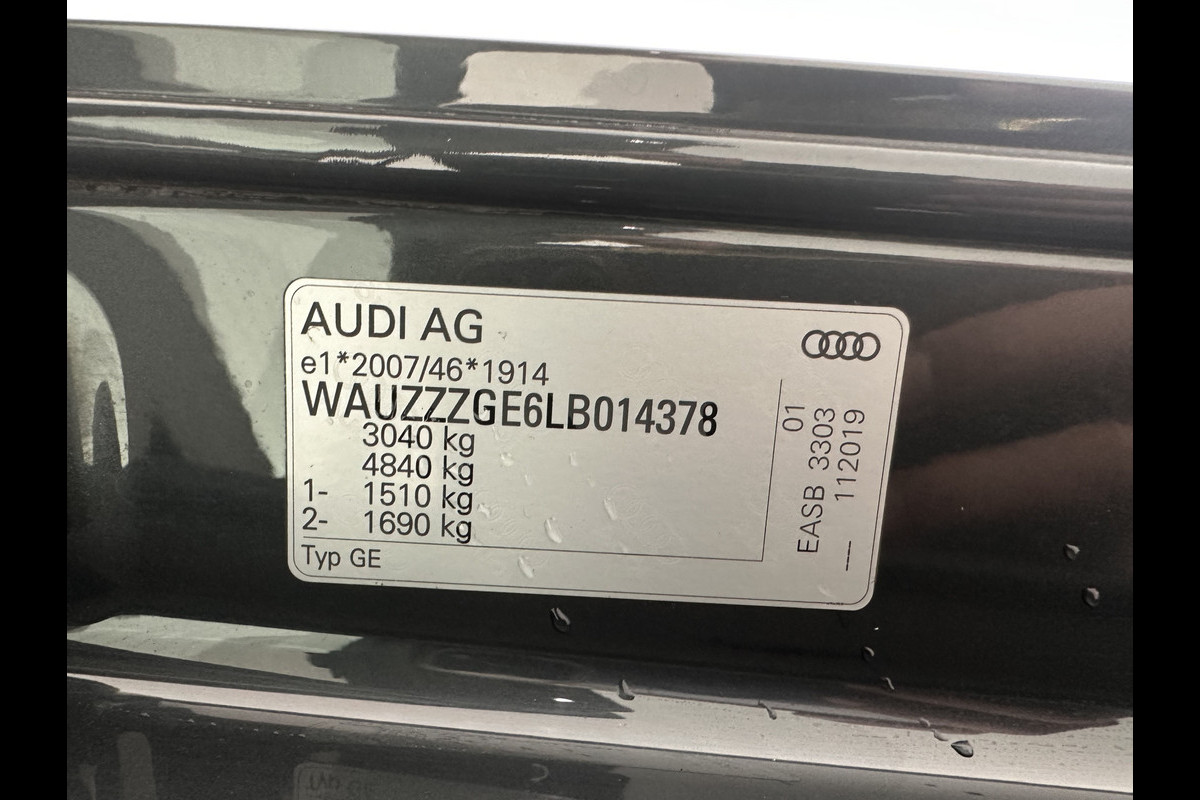 AUDI AG
e1*2007/46*1914
WAUZZZGE6LB014378
3040 kg
4840 kg
1- 1510 kg
2- 1690 kg
Typ GE
01
EASB 3303
---- 112019